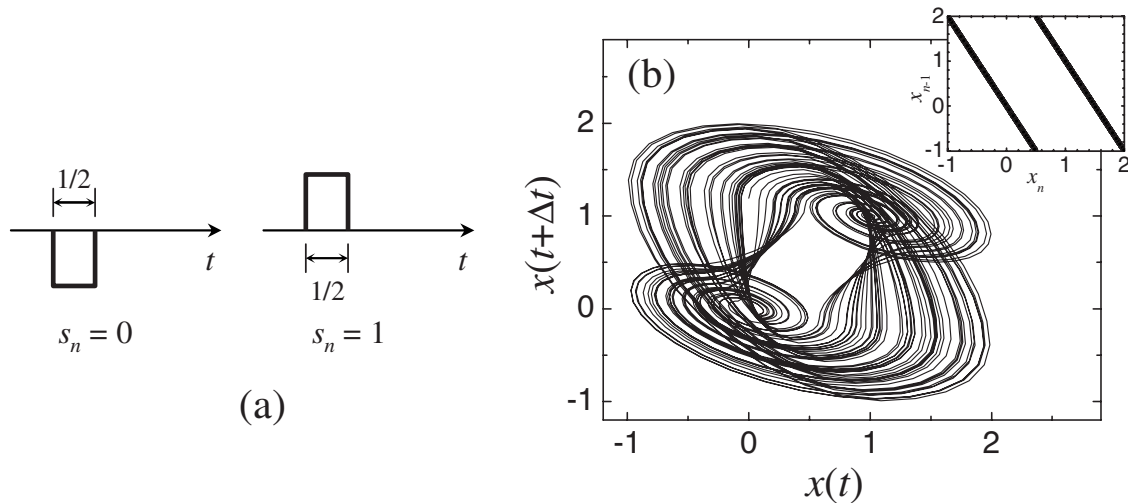 1/2
t
s_n = 0
1/2
t
s_n = 1
(a)
(b)
x(t+Δt)
2
1
0
-1
-1
0
1
2
x(t)
x_{n-1}
2
1
0
-1
-1
0
1
2
x_n